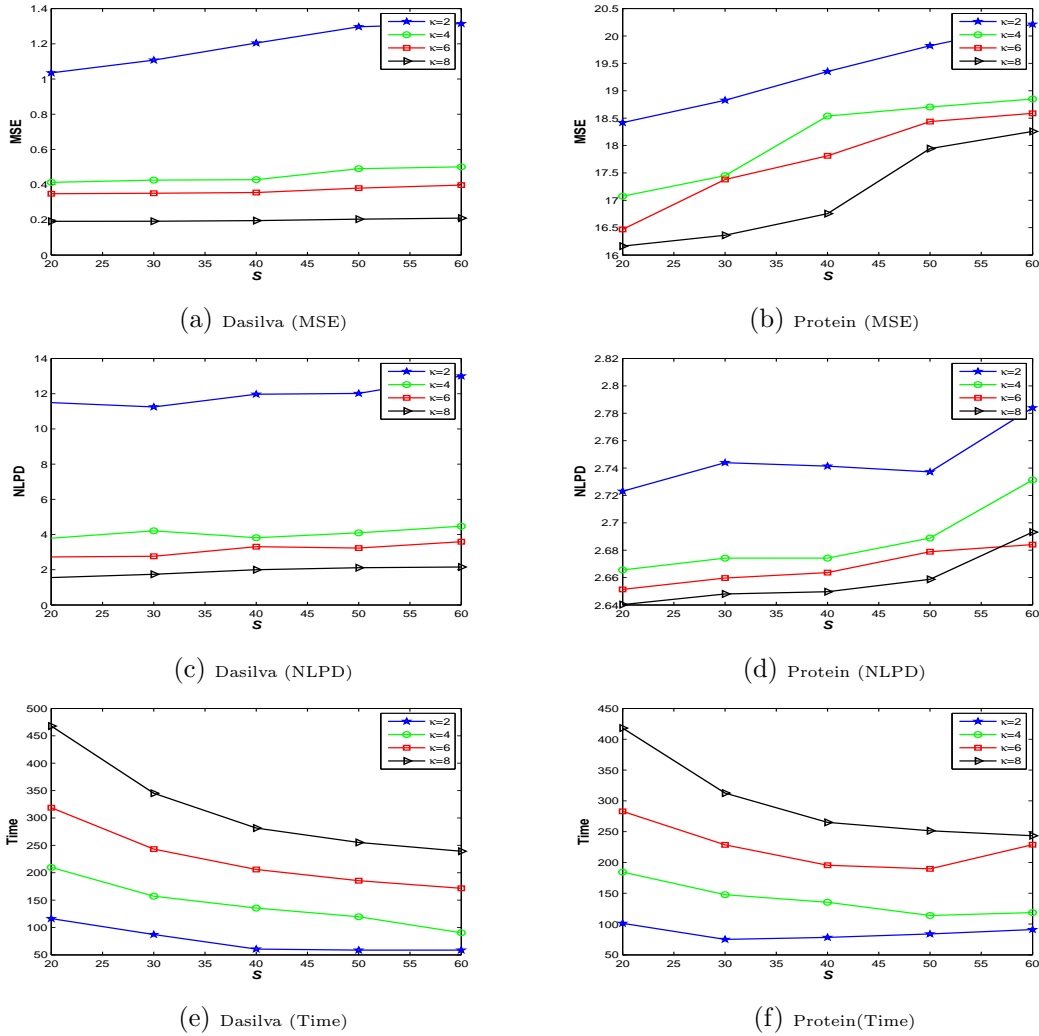 1.4
1.2
1
0.8
0.6
0.4
0.2
0
MSE
20 25 30 35 40 45 50 55 60
S
κ=2
κ=4
κ=6
κ=8
(a) Dasilva (MSE)
20.5
20
19.5
19
18.5
18
17.5
17
16.5
16
MSE
20 25 30 35 40 45 50 55 60
S
κ=2
κ=4
κ=6
κ=8
(b) Protein (MSE)
14
12
10
8
6
4
2
0
NLPD
20 25 30 35 40 45 50 55 60
S
κ=2
κ=4
κ=6
κ=8
(c) Dasilva (NLPD)
2.82
2.8
2.78
2.76
2.74
2.72
2.7
2.68
2.66
2.64
NLPD
20 25 30 35 40 45 50 55 60
S
κ=2
κ=4
κ=6
κ=8
(d) Protein (NLPD)
500
450
400
350
300
250
200
150
100
50
Time
20 25 30 35 40 45 50 55 60
S
κ=2
κ=4
κ=6
κ=8
(e) Dasilva (Time)
450
400
350
300
250
200
150
100
50
Time
20 25 30 35 40 45 50 55 60
S
κ=2
κ=4
κ=6
κ=8
(f) Protein(Time)